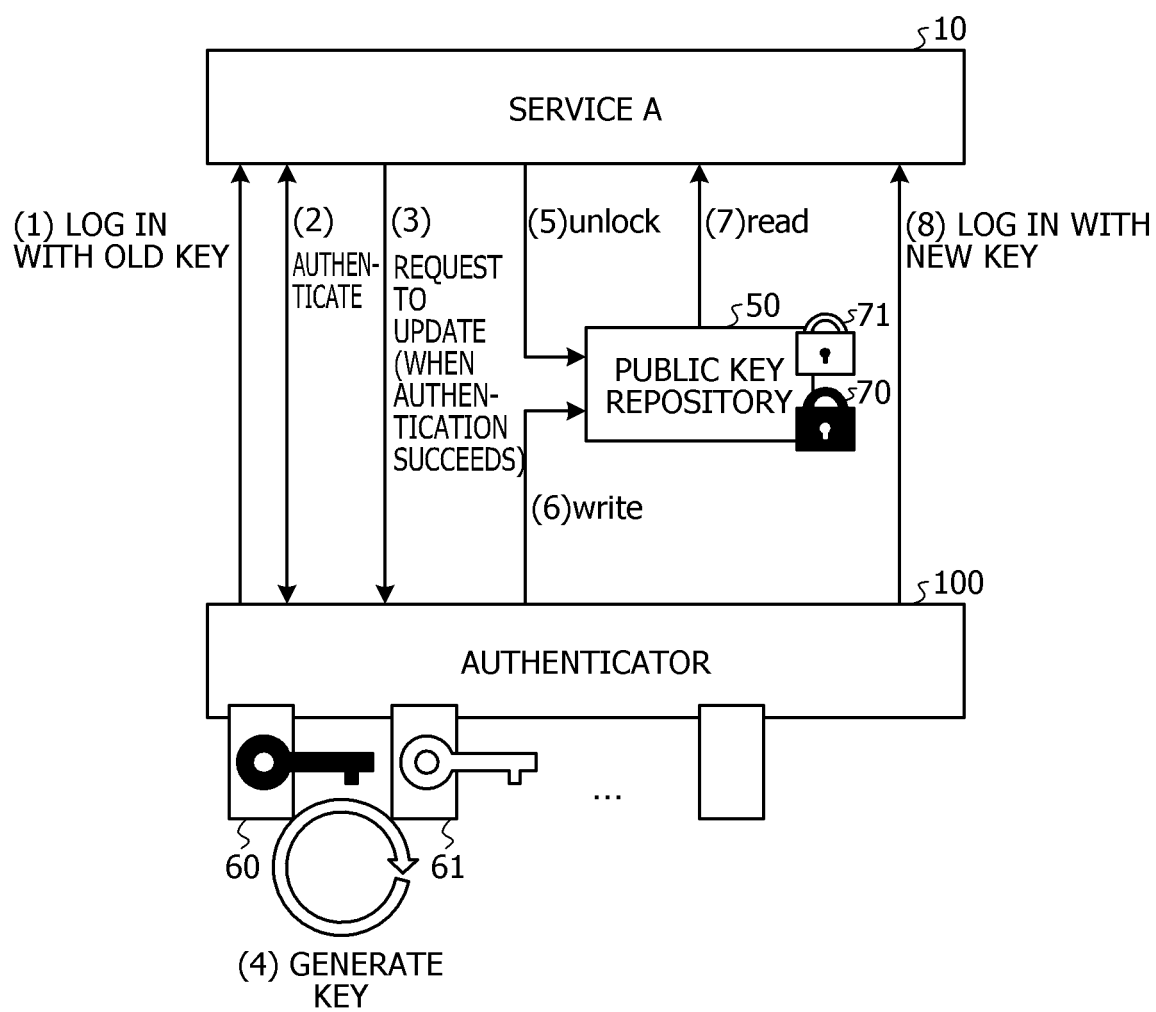 10
SERVICE A
(1) LOG IN
WITH OLD KEY
(2)
AUTHEN-
TICATE
(3)
REQUEST
TO
UPDATE
(WHEN
AUTHEN-
TICATION
SUCCEEDS)
(5)unlock
(7)read
(8) LOG IN WITH
NEW KEY
50
71
PUBLIC KEY
REPOSITORY
70
(6)write
100
AUTHENTICATOR
...
60
61
(4) GENERATE
KEY